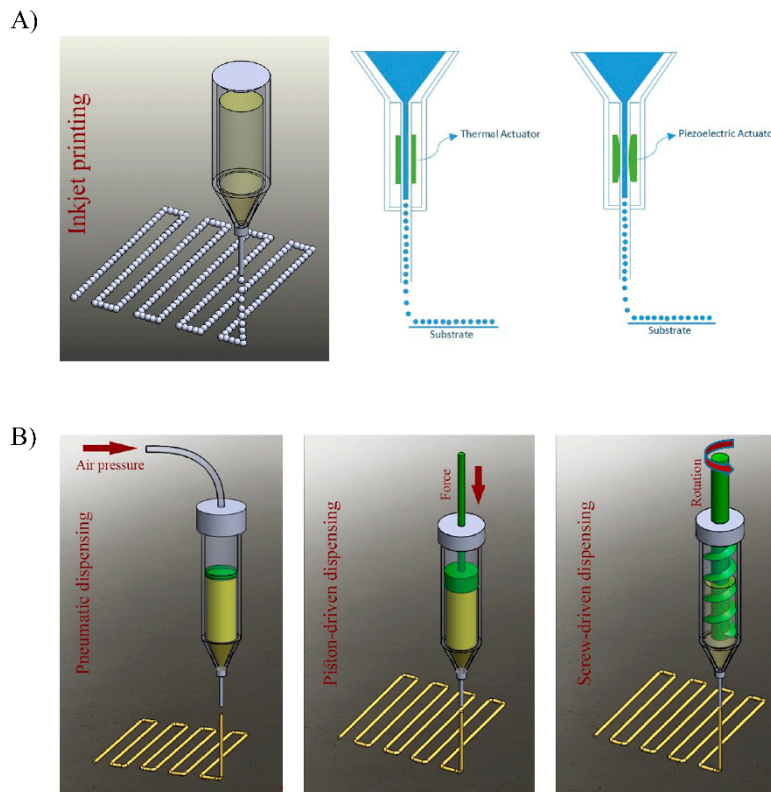 A)
Inkjet printing
Thermal Actuator
Piezoelectric Actuato
Substrate
Substrate
B)
Air pressure
Pneumatic dispensing
Force
Piston-driven dispensing
Rotation
Screw-driven dispensing